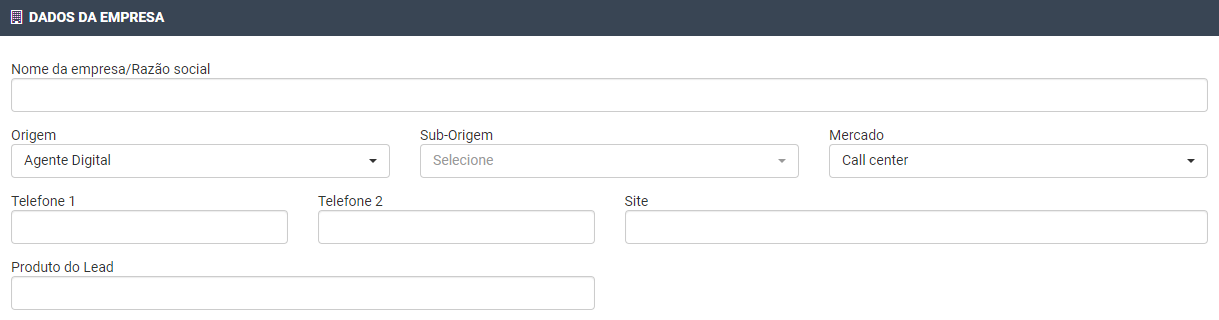 DADOS DA EMPRESA
Nome da empresa/Razão social
Origem Sub-Origem Mercado
Agente Digital Selecione Call center
Telefone 1 Telefone 2 Site
Produto do Lead